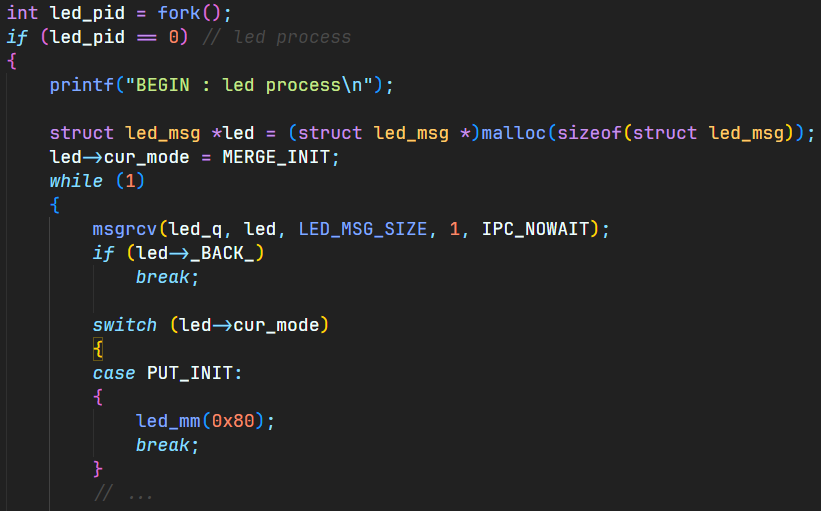 int led_pid = fork();
if (led_pid == 0) // led process
{
    printf("BEGIN : led process\n");

    struct led_msg *led = (struct led_msg *)malloc(sizeof(struct led_msg));
    led->cur_mode = MERGE_INIT;
    while (1)
    {
        msgrcv(led_q, led, LED_MSG_SIZE, 1, IPC_NOWAIT);
        if (led->_BACK_)
            break;

        switch (led->cur_mode)
        {
        case PUT_INIT:
        {
            led_mm(0x80);
            break;
        }
        // ...